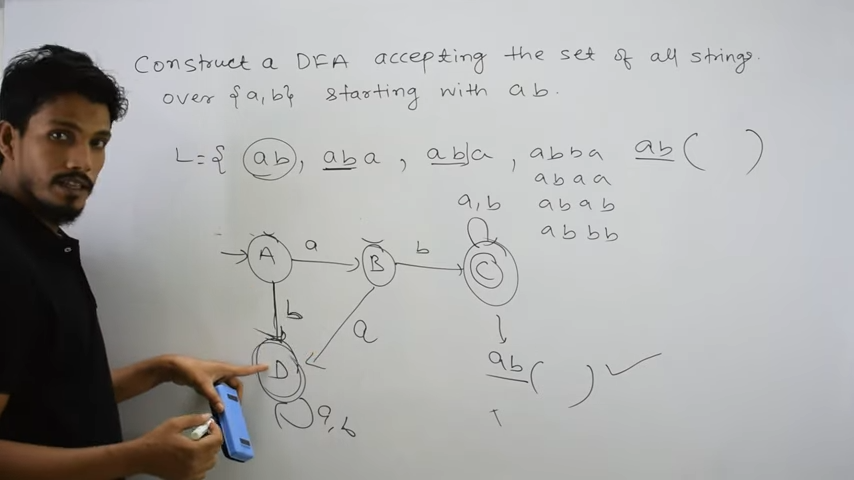 Construct a DFA accepting the set of all strings.
over {a,b} starting with ab.
L={ ab, aba, aba, abba ab( )
abaa
abab
abbb
a,b
A a B b C
b a
D
a,b
ab( )